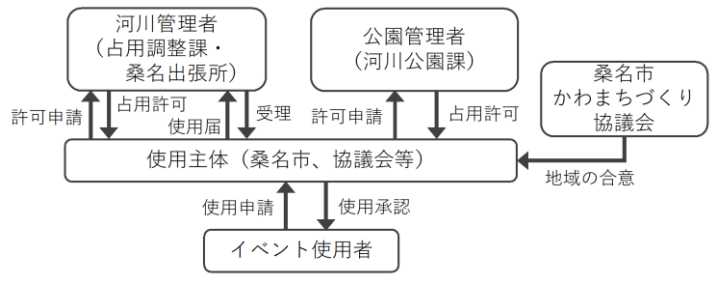 河川管理者
（占用調整課・
桑名出張所）
公園管理者
（河川公園課）
桑名市
かわまちづくり
協議会
許可申請
占用許可
使用届
受理
許可申請
占用許可
使用主体（桑名市、協議会等）
地域の合意
使用申請
使用承認
イベント使用者